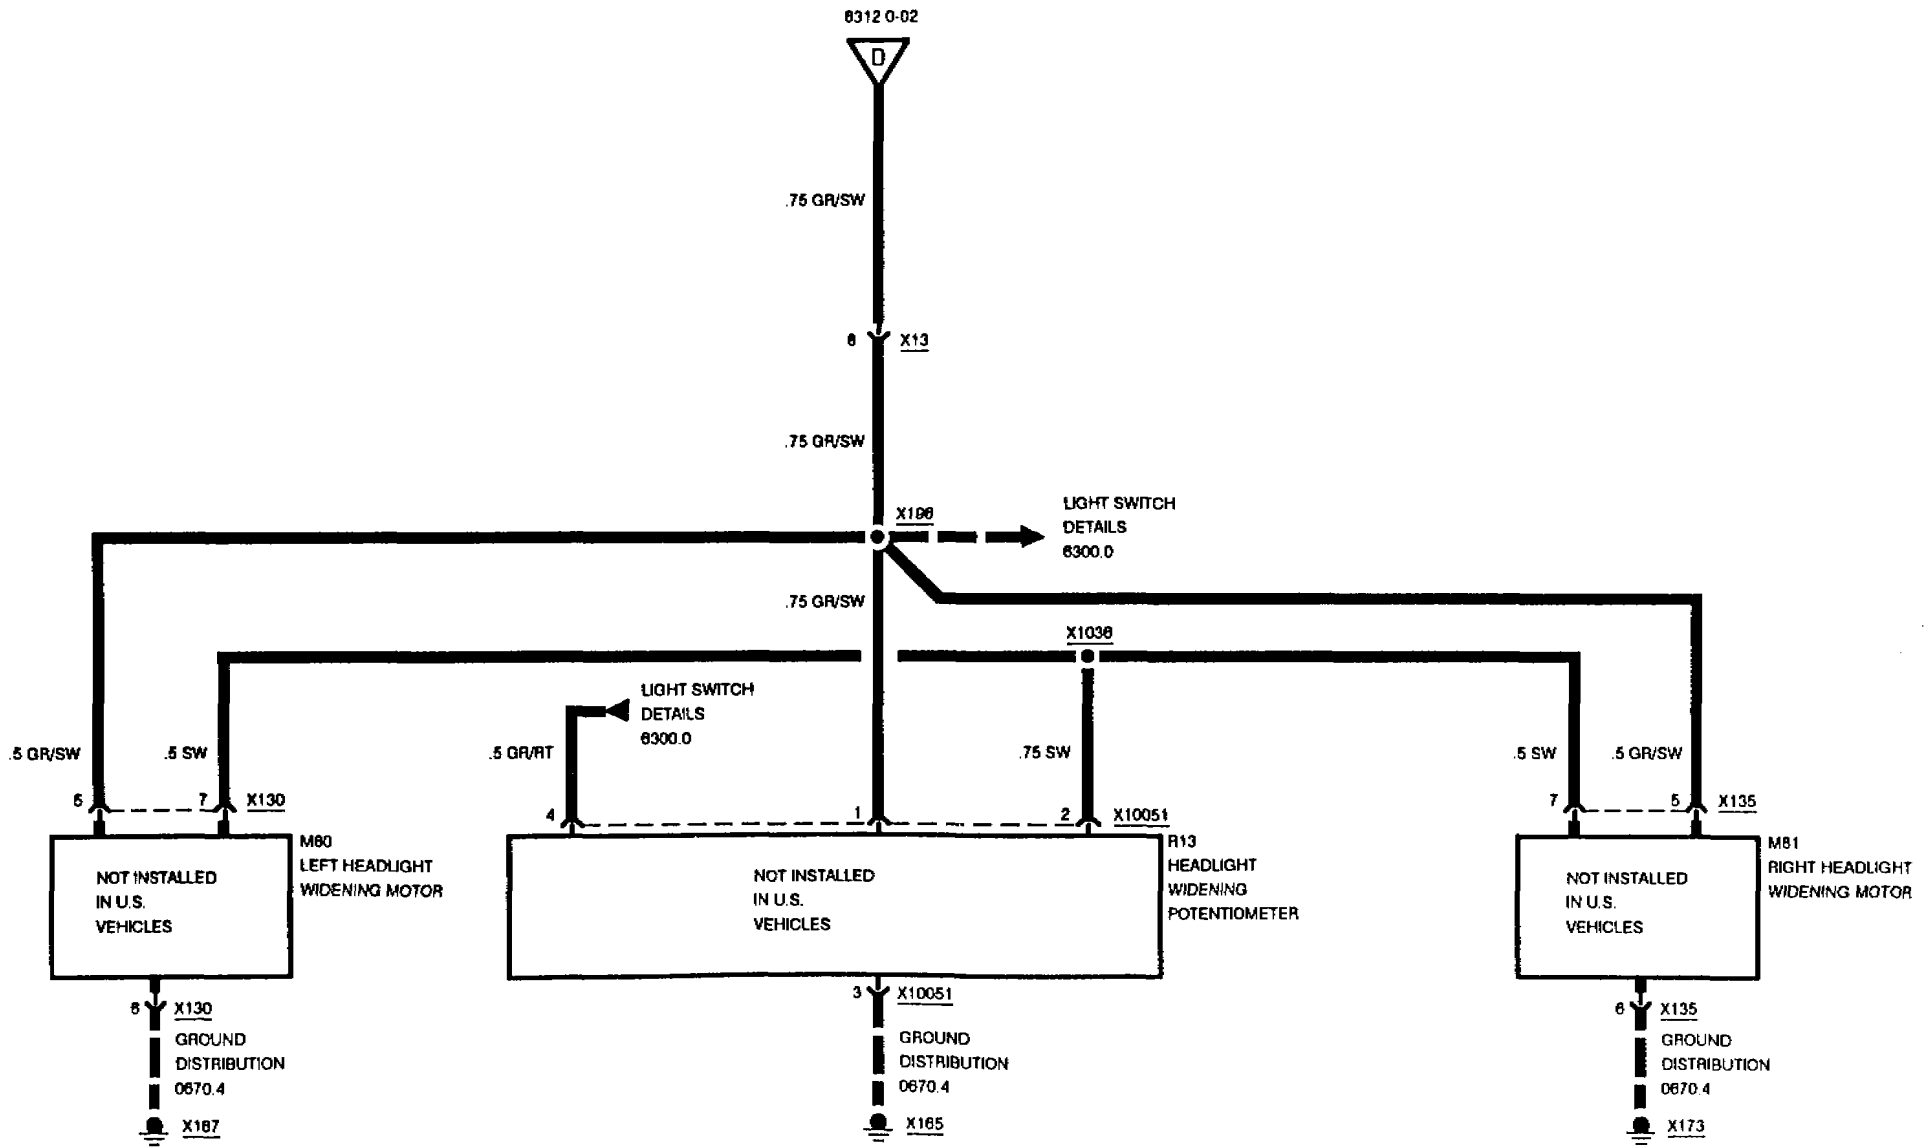 6312 0-02
D
.75 GR/SW
6 X13
.75 GR/SW
X196
LIGHT SWITCH
DETAILS
6300.0
.75 GR/SW
X1036
LIGHT SWITCH
DETAILS
6300.0
.5 GR/SW
.5 SW
.5 GR/RT
.75 SW
.5 SW
.5 GR/SW
5 7 X130
4 1 2 X10051
7 5 X135
M60
LEFT HEADLIGHT
WIDENING MOTOR
NOT INSTALLED
IN U.S.
VEHICLES
R13
HEADLIGHT
WIDENING
POTENTIOMETER
NOT INSTALLED
IN U.S.
VEHICLES
M61
RIGHT HEADLIGHT
WIDENING MOTOR
NOT INSTALLED
IN U.S.
VEHICLES
6 X130
GROUND
DISTRIBUTION
0670.4
X167
3 X10051
GROUND
DISTRIBUTION
0670.4
X165
6 X135
GROUND
DISTRIBUTION
0670.4
X173